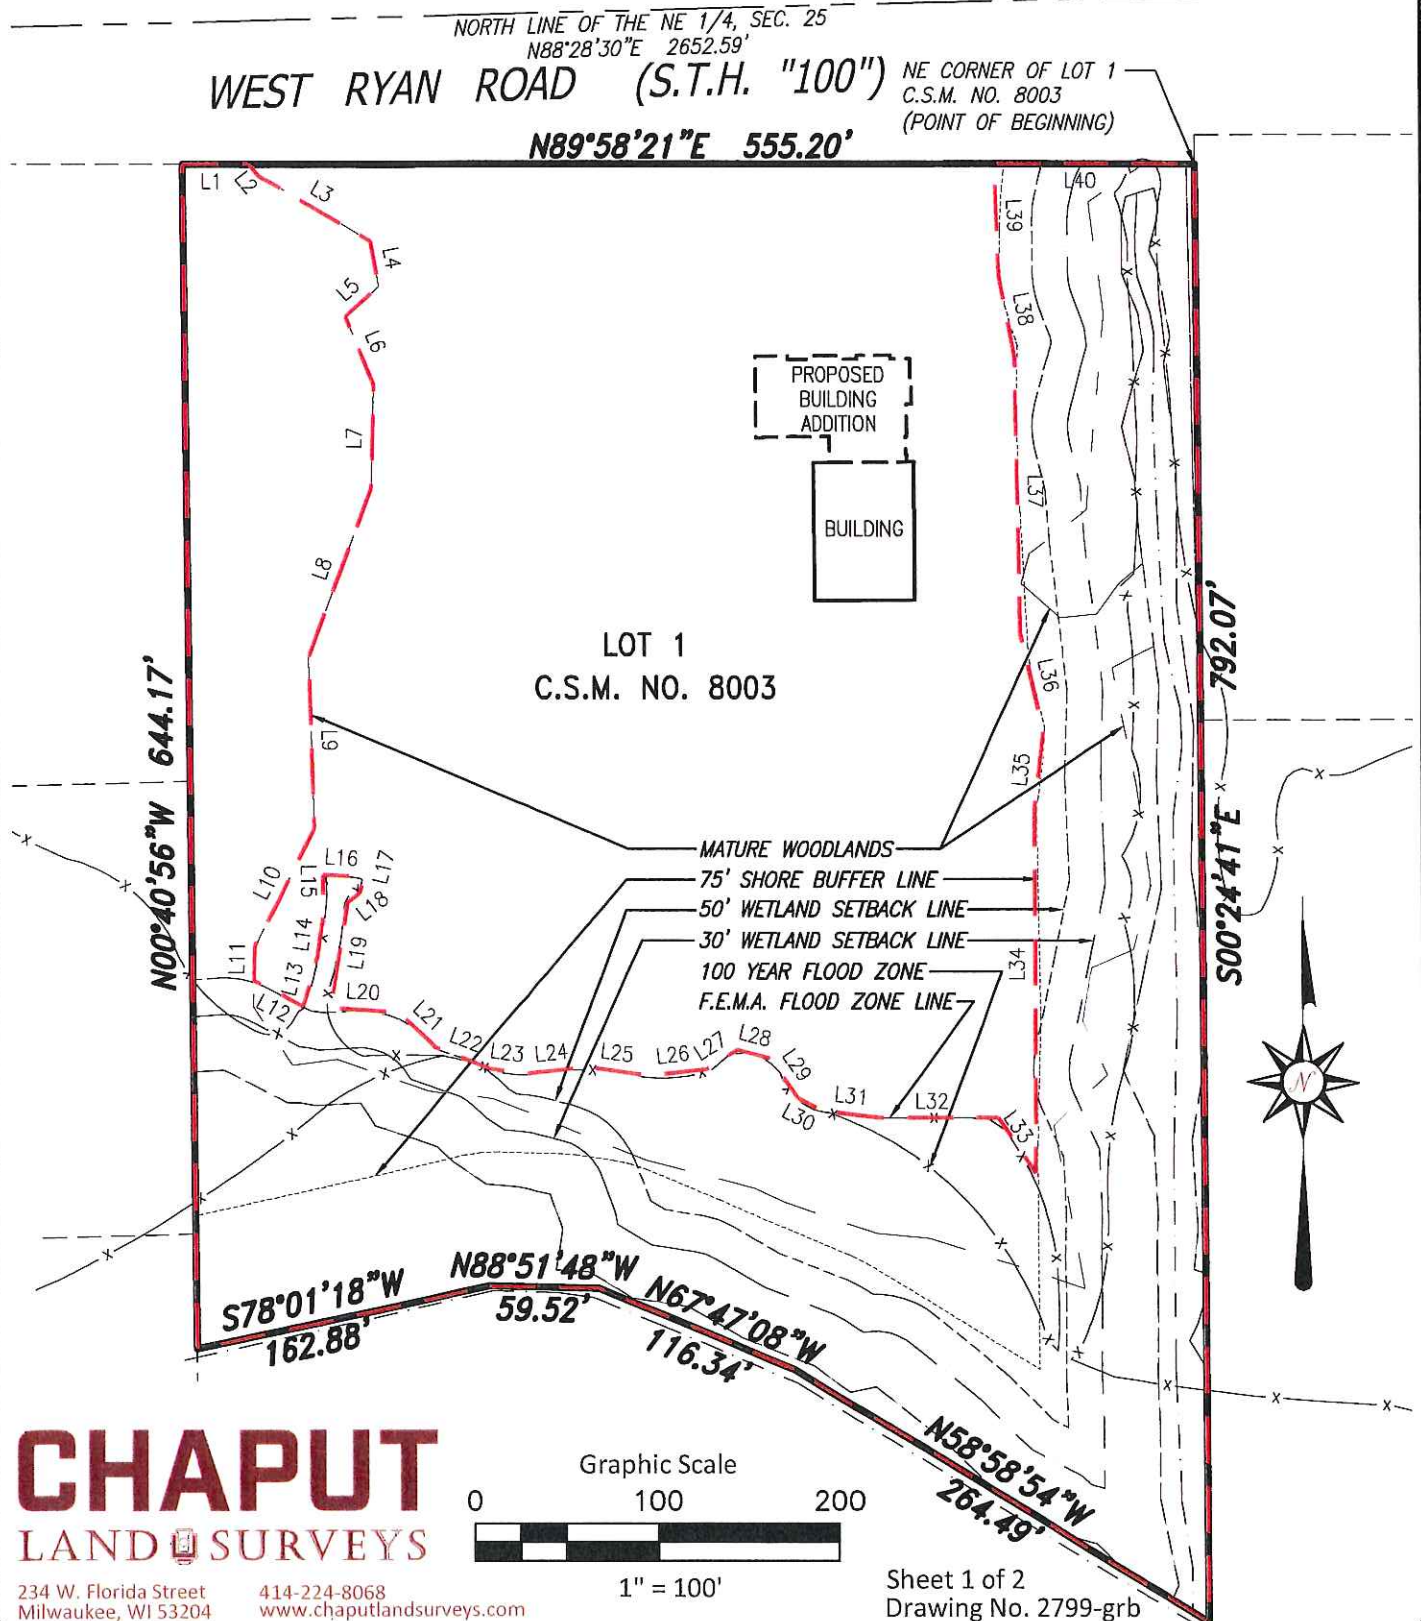 NORTH LINE OF THE NE 1/4, SEC. 25
N88°28'30"E 2652.59'
WEST RYAN ROAD (S.T.H. "100")
NE CORNER OF LOT 1
C.S.M. NO. 8003
(POINT OF BEGINNING)
N89°58'21"E 555.20'
L1
L2
L3
L4
L5
L6
L7
L8
L9
L10
L11
L12
L13
L14
L15
L16
L17
L18
L19
L20
L21
L22
L23
L24
L25
L26
L27
L28
L29
L30
L31
L32
L33
L34
L35
L36
L37
L38
L39
L40
PROPOSED
BUILDING
ADDITION
BUILDING
LOT 1
C.S.M. NO. 8003
N00°40'56"W 644.17'
S00°24'41"E 792.07'
MATURE WOODLANDS
75' SHORE BUFFER LINE
50' WETLAND SETBACK LINE
30' WETLAND SETBACK LINE
100 YEAR FLOOD ZONE
F.E.M.A. FLOOD ZONE LINE
N
S78°01'18"W
162.88'
N88°51'48"W
59.52'
N67°47'08"W
116.34'
N58°58'54"W
264.49'
CHAPUT
LAND SURVEYS
234 W. Florida Street
Milwaukee, WI 53204
414-224-8068
www.chaputlandsurveys.com
Graphic Scale
0 100 200
1" = 100'
Sheet 1 of 2
Drawing No. 2799-grb